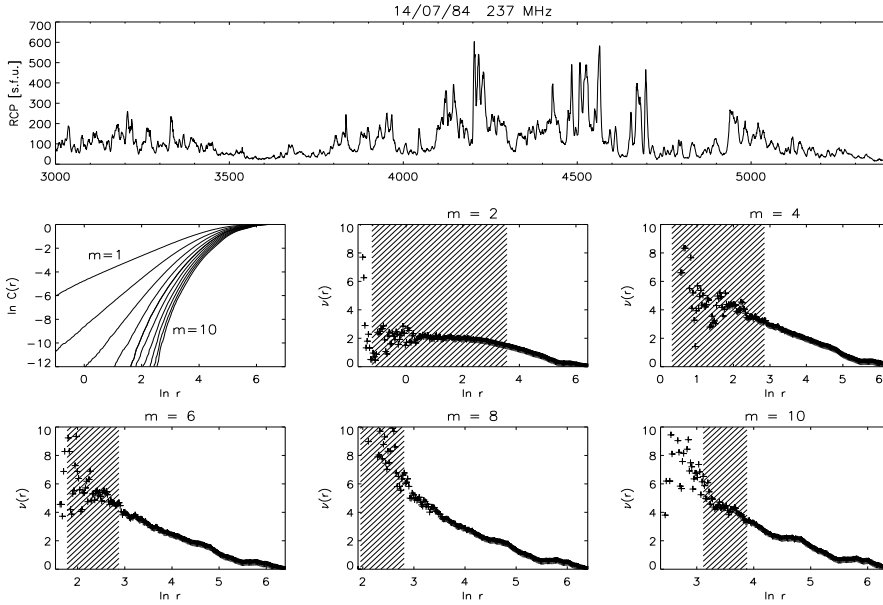 14/07/84 237 MHz
RCP [s.f.u.]
700
600
500
400
300
200
100
0
3000 3500 4000 4500 5000
ln C(r)
0
−2
−4
−6
−8
−10
−12
m=1
m=10
0 2 4 6
ln r
m = 2
ν(r)
10
8
6
4
2
0
0 2 4 6
ln r
m = 4
ν(r)
10
8
6
4
2
0
0 1 2 3 4 5 6
ln r
m = 6
ν(r)
10
8
6
4
2
0
2 3 4 5 6
ln r
m = 8
ν(r)
10
8
6
4
2
0
2 3 4 5 6
ln r
m = 10
ν(r)
10
8
6
4
2
0
3 4 5 6
ln r